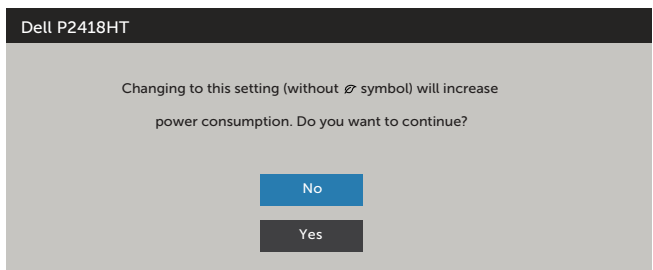 Dell P2418HT
Changing to this setting (without symbol) will increase
power consumption. Do you want to continue?
No
Yes